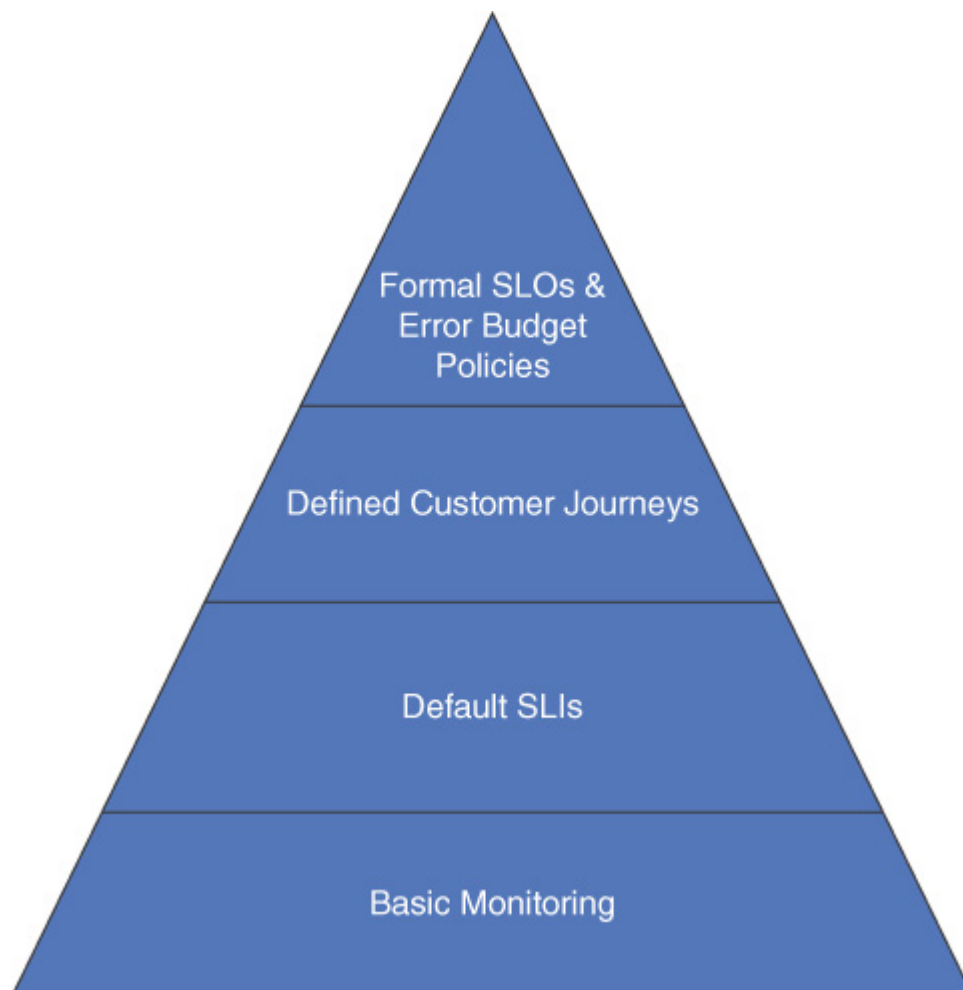 Formal SLOs &
Error Budget
Policies
Defined Customer Journeys
Default SLIs
Basic Monitoring